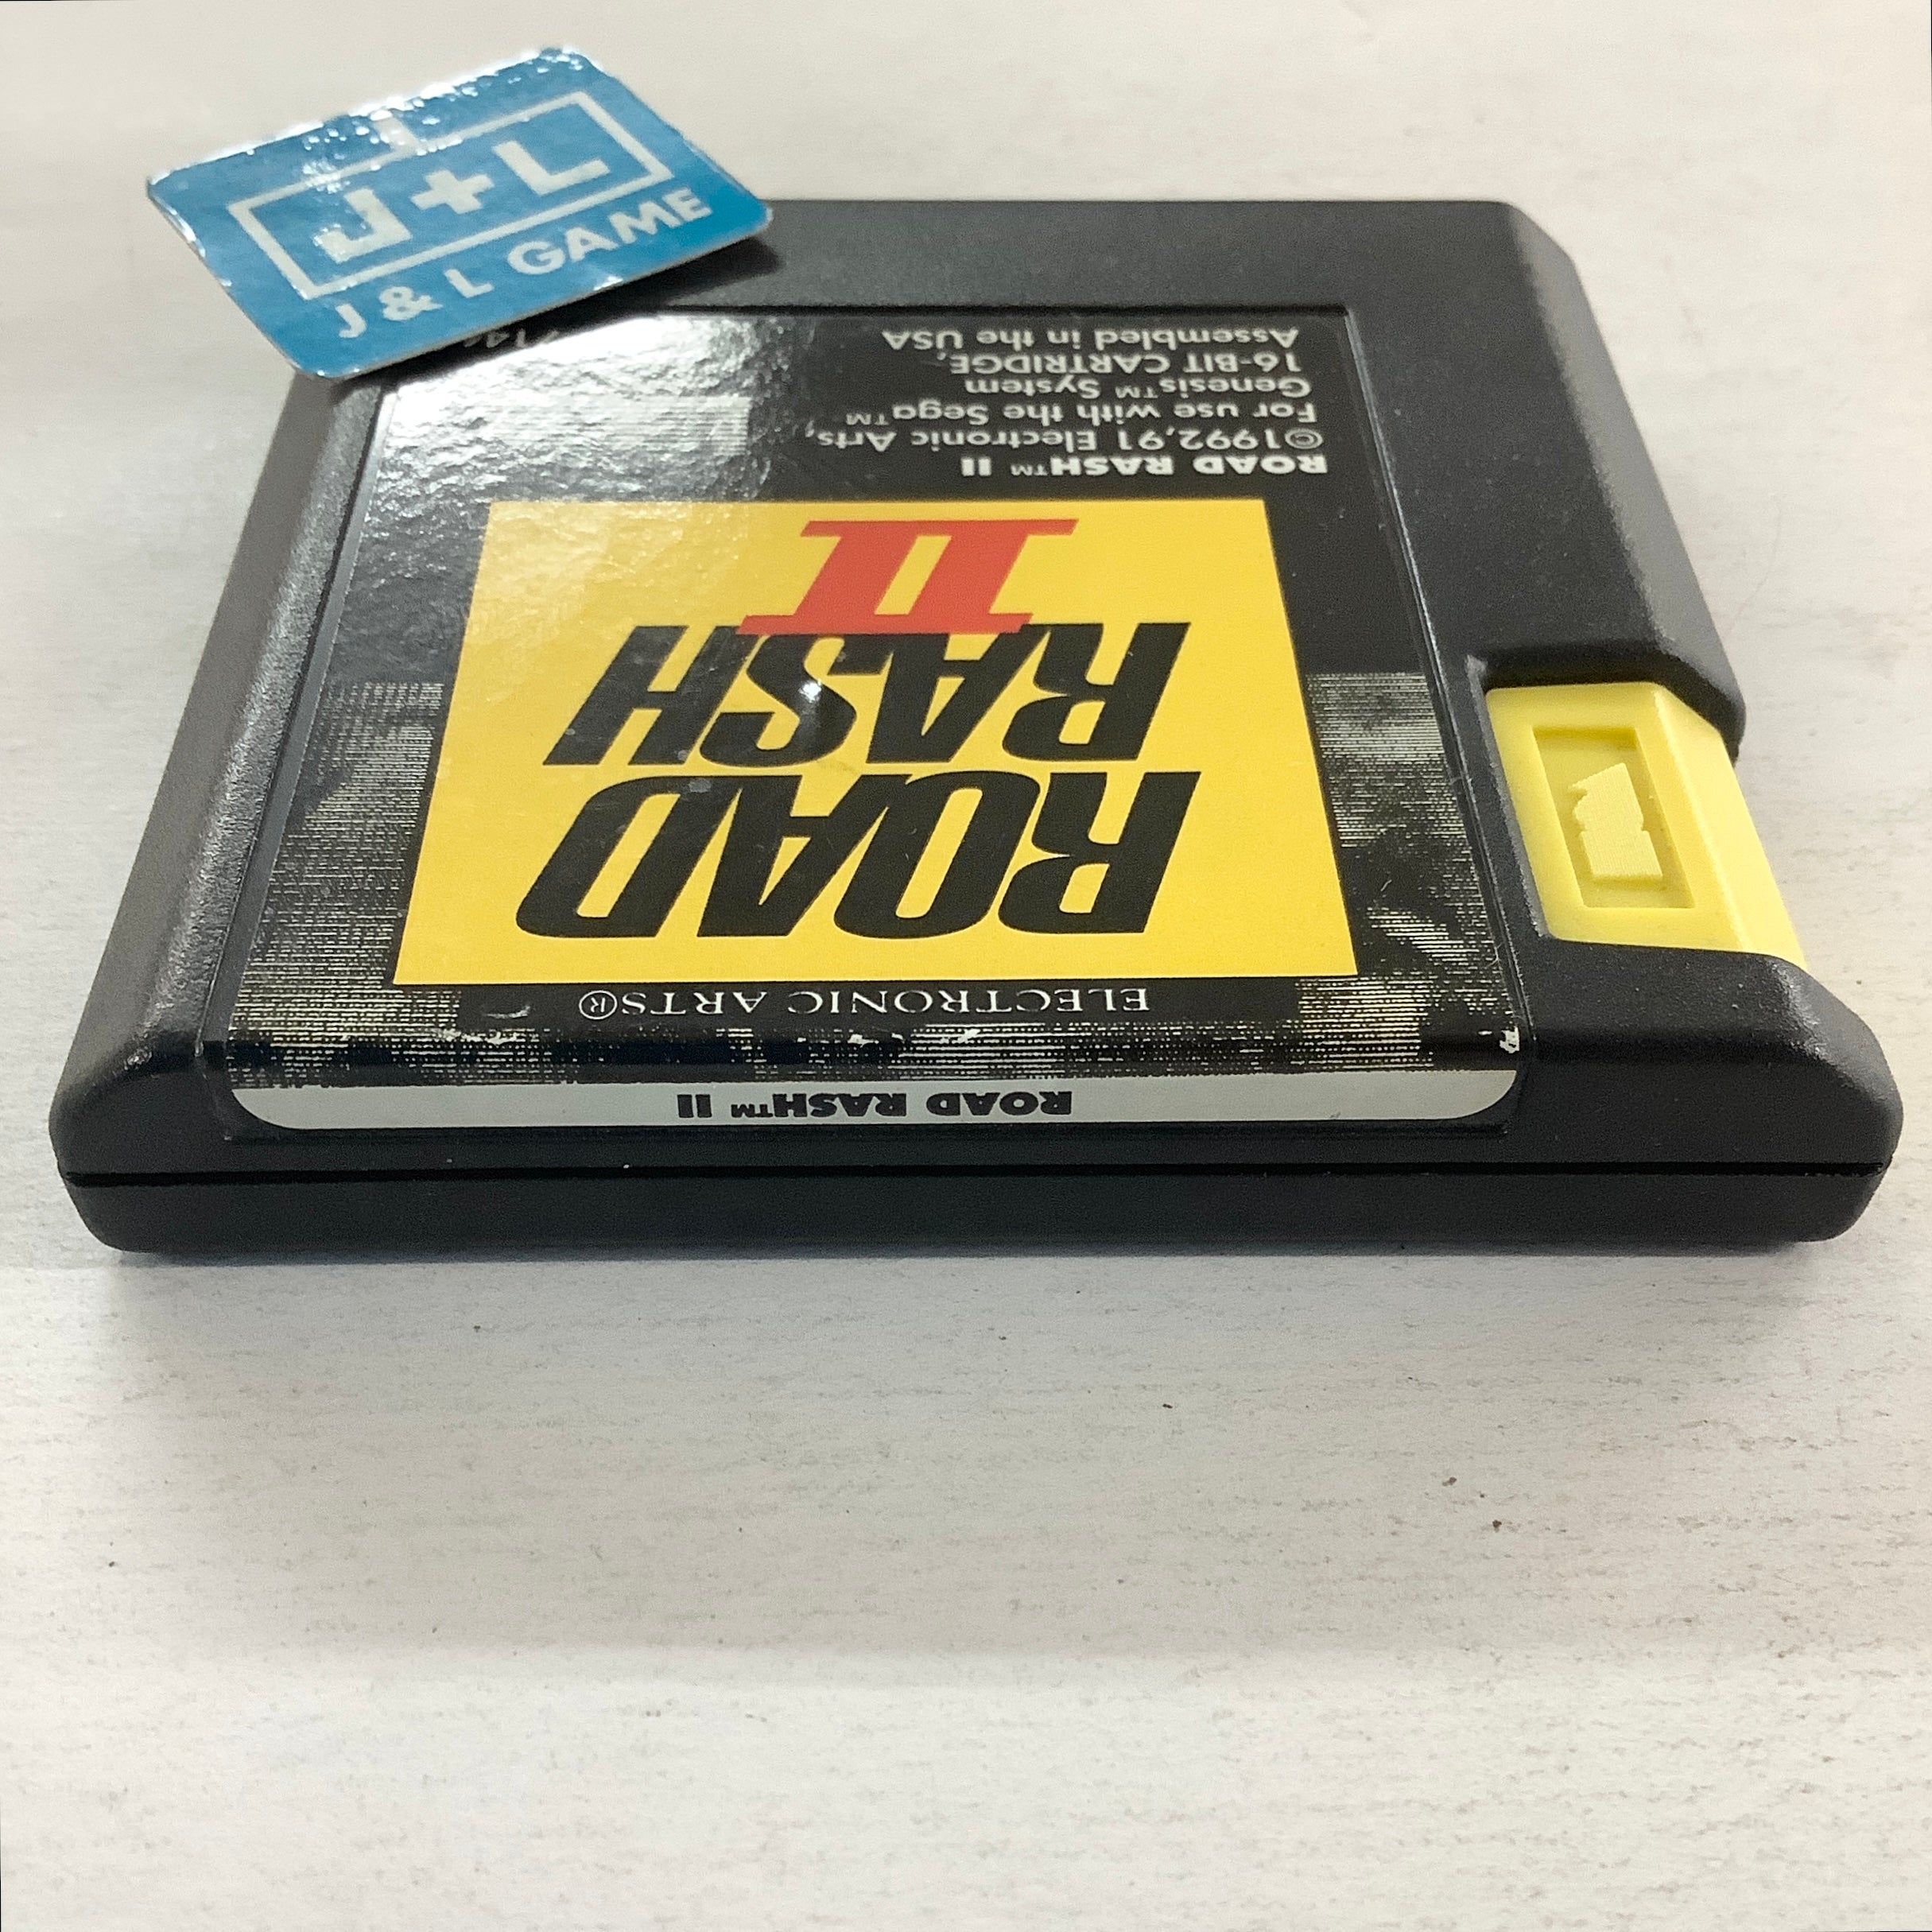 J+L
J & L GAME
ROAD RASH™ II
ELECTRONIC ARTS®
ROAD
RASH
II
ROAD RASH™ II
©1992,91 Electronic Arts,
For use with the Sega™
Genesis™ System
16-BIT CARTRIDGE,
Assembled in the USA